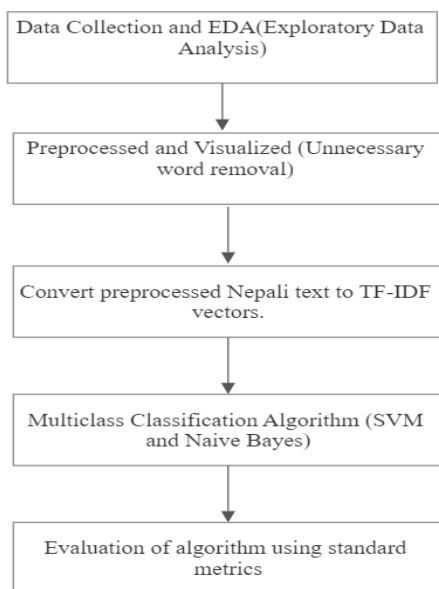 Data Collection and EDA(Exploratory Data
Analysis)
Preprocessed and Visualized (Unnecessary
word removal)
Convert preprocessed Nepali text to TF-IDF
vectors.
Multiclass Classification Algorithm (SVM
and Naive Bayes)
Evaluation of algorithm using standard
metrics